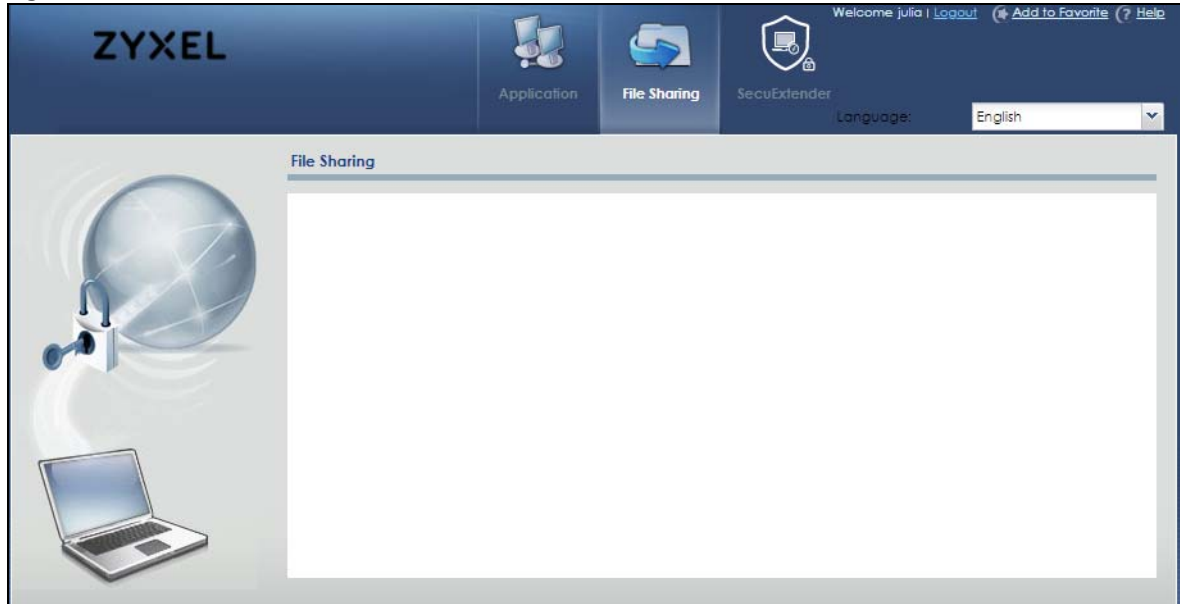 Welcome julia | Logout Add to Favorite ? Help
ZYXEL
Application
File Sharing
SecuExtender
Language: English
File Sharing